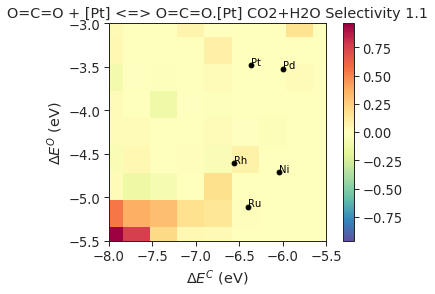 O=C=O + [Pt] <=> O=C=O.[Pt] CO2+H2O Selectivity 1.1
−3.0
−3.5
−4.0
−4.5
−5.0
−5.5
ΔE^O (eV)
Pt
Pd
Rh
Ni
Ru
−8.0 −7.5 −7.0 −6.5 −6.0 −5.5
ΔE^C (eV)
0.75
0.50
0.25
0.00
−0.25
−0.50
−0.75